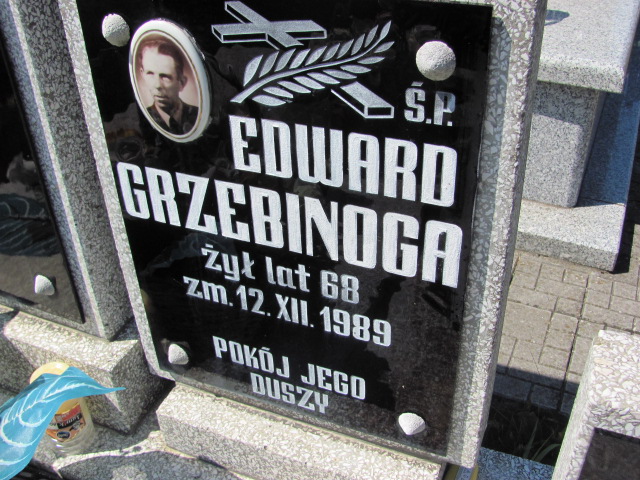 Ś.P.
EDWARD
GRZEBINOGA
żył lat 68
zm. 12. XII. 1989
POKÓJ JEGO
DUSZY